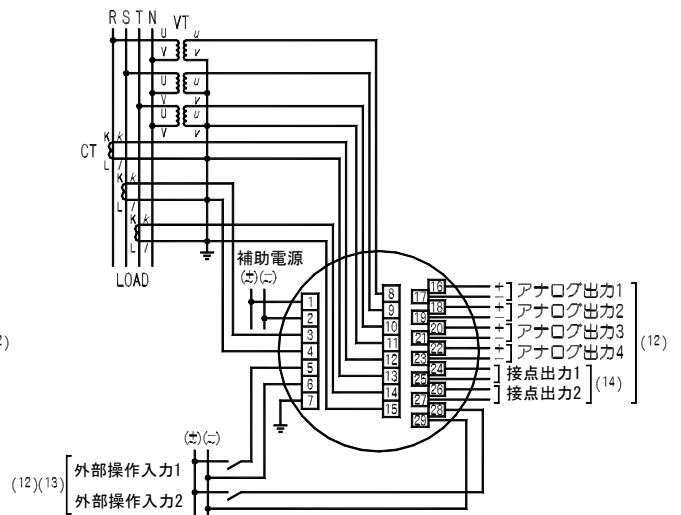 R S T N VT
U u
V v
U u
V v
U u
V v
CT
K k
L l
K k
L l
K k
L l
LOAD
補助電源
(+)(−)
1
2
3
4
5
6
7
8
9
10
11
12
13
14
15
16
17
18
19
20
21
22
23
24
25
26
27
28
29
+
− アナログ出力1
+
− アナログ出力2
+
− アナログ出力3
+
− アナログ出力4
(12)
接点出力1
接点出力2
(14)
2)
(+)(−)
(12)(13)
外部操作入力1
外部操作入力2